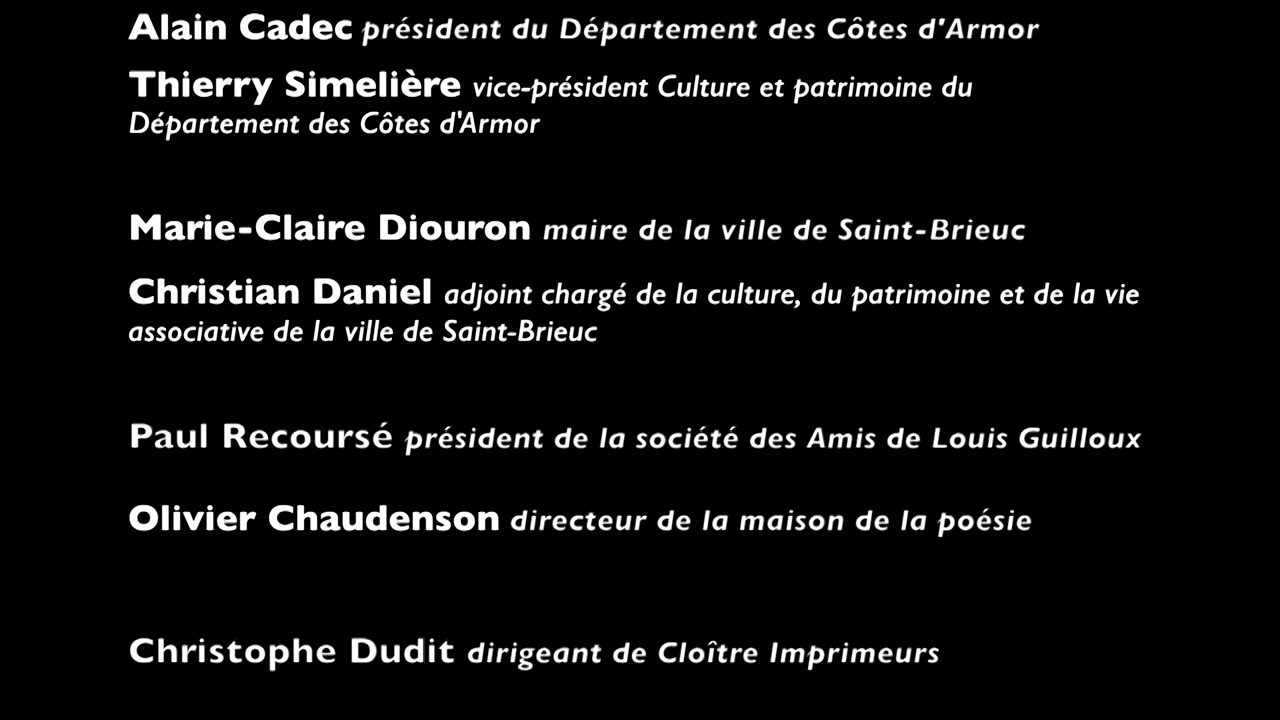 Alain Cadec président du Département des Côtes d'Armor
Thierry Simelière vice-président Culture et patrimoine du
Département des Côtes d'Armor
Marie-Claire Diouron maire de la ville de Saint-Brieuc
Christian Daniel adjoint chargé de la culture, du patrimoine et de la vie
associative de la ville de Saint-Brieuc
Paul Recoursé président de la société des Amis de Louis Guilloux
Olivier Chaudenson directeur de la maison de la poésie
Christophe Dudit dirigeant de Cloître Imprimeurs